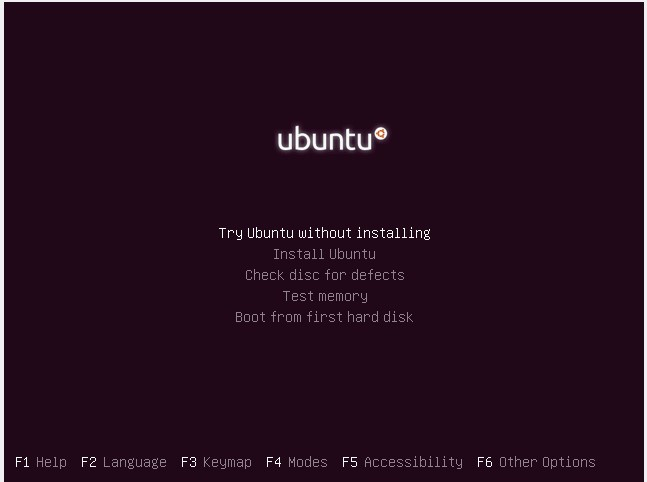 ubuntu
Try Ubuntu without installing
Install Ubuntu
Check disc for defects
Test memory
Boot from first hard disk
F1 Help F2 Language F3 Keymap F4 Modes F5 Accessibility F6 Other Options